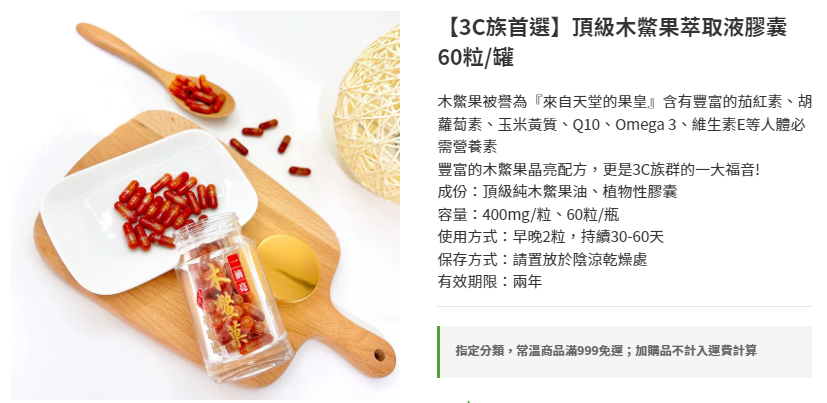 【3C族首選】頂級木鱉果萃取液膠囊
60粒/罐
木鱉果被譽為『來自天堂的果皇』含有豐富的茄紅素、胡
蘿蔔素、玉米黃質、Q10、Omega 3、維生素E等人體必
需營養素
豐富的木鱉果晶亮配方，更是3C族群的一大福音!
成份：頂級純木鱉果油、植物性膠囊
容量：400mg/粒、60粒/瓶
使用方式：早晚2粒，持續30-60天
保存方式：請置放於陰涼乾燥處
有效期限：兩年
指定分類，常溫商品滿999免運；加購品不計入運費計算
一滴亮
木鱉果